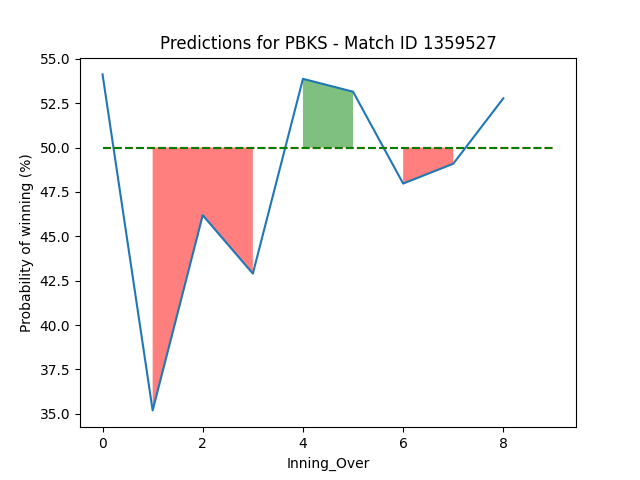 Predictions for PBKS - Match ID 1359527
Probability of winning (%)
55.0
52.5
50.0
47.5
45.0
42.5
40.0
37.5
35.0
0 2 4 6 8
Inning_Over